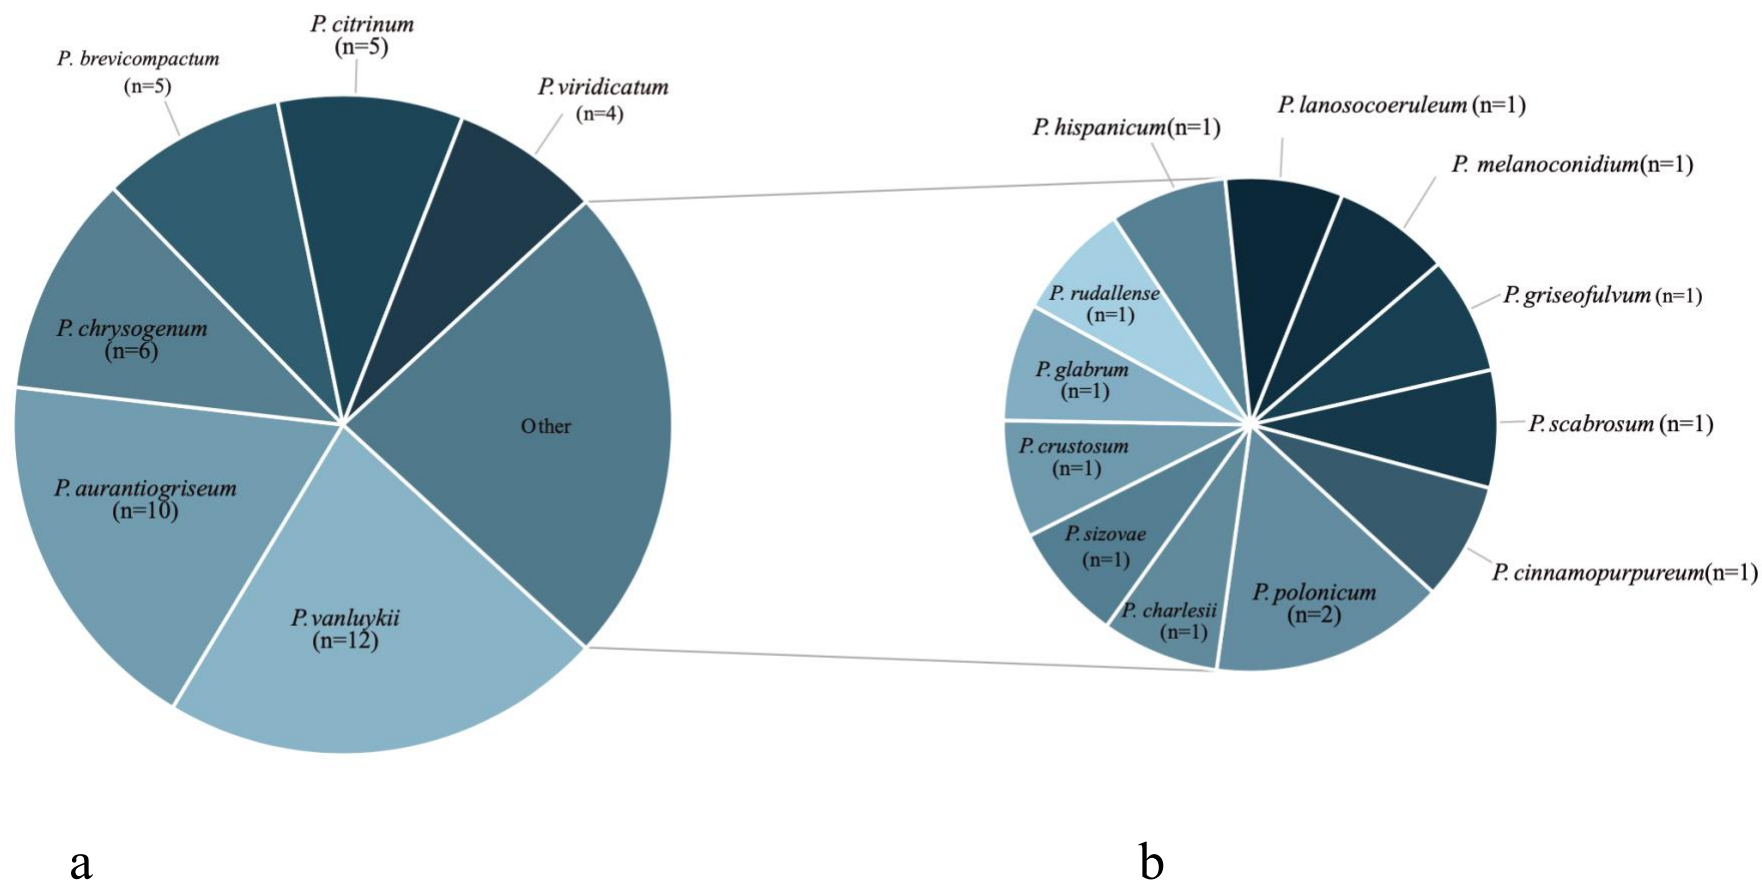 P. citrinum
(n=5)
P. brevicompactum
(n=5)
P. viridicatum
(n=4)
P. chrysogenum
(n=6)
P. aurantiogriseum
(n=10)
P. vanluykii
(n=12)
Other
P. lanosocoeruleum (n=1)
P. hispanicum(n=1)
P. melanoconidium(n=1)
P. griseofulvum (n=1)
P. scabrosum (n=1)
P. cinnamopurpureum(n=1)
P. polonicum
(n=2)
P. charlesii
(n=1)
P. sizovae
(n=1)
P. crustosum
(n=1)
P. glabrum
(n=1)
P. rudallense
(n=1)
a
b